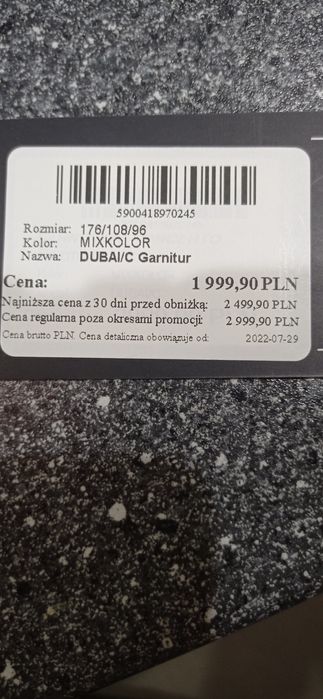 5900418970245
Rozmiar: 176/108/96
Kolor: MIXKOLOR
Nazwa: DUBAI/C Garnitur
Cena: 1 999,90 PLN
Najniższa cena z 30 dni przed obniżką: 2 499,90 PLN
Cena regularna poza okresami promocji: 2 999,90 PLN
Cena brutto PLN. Cena detaliczna obowiązuje od: 2022-07-29